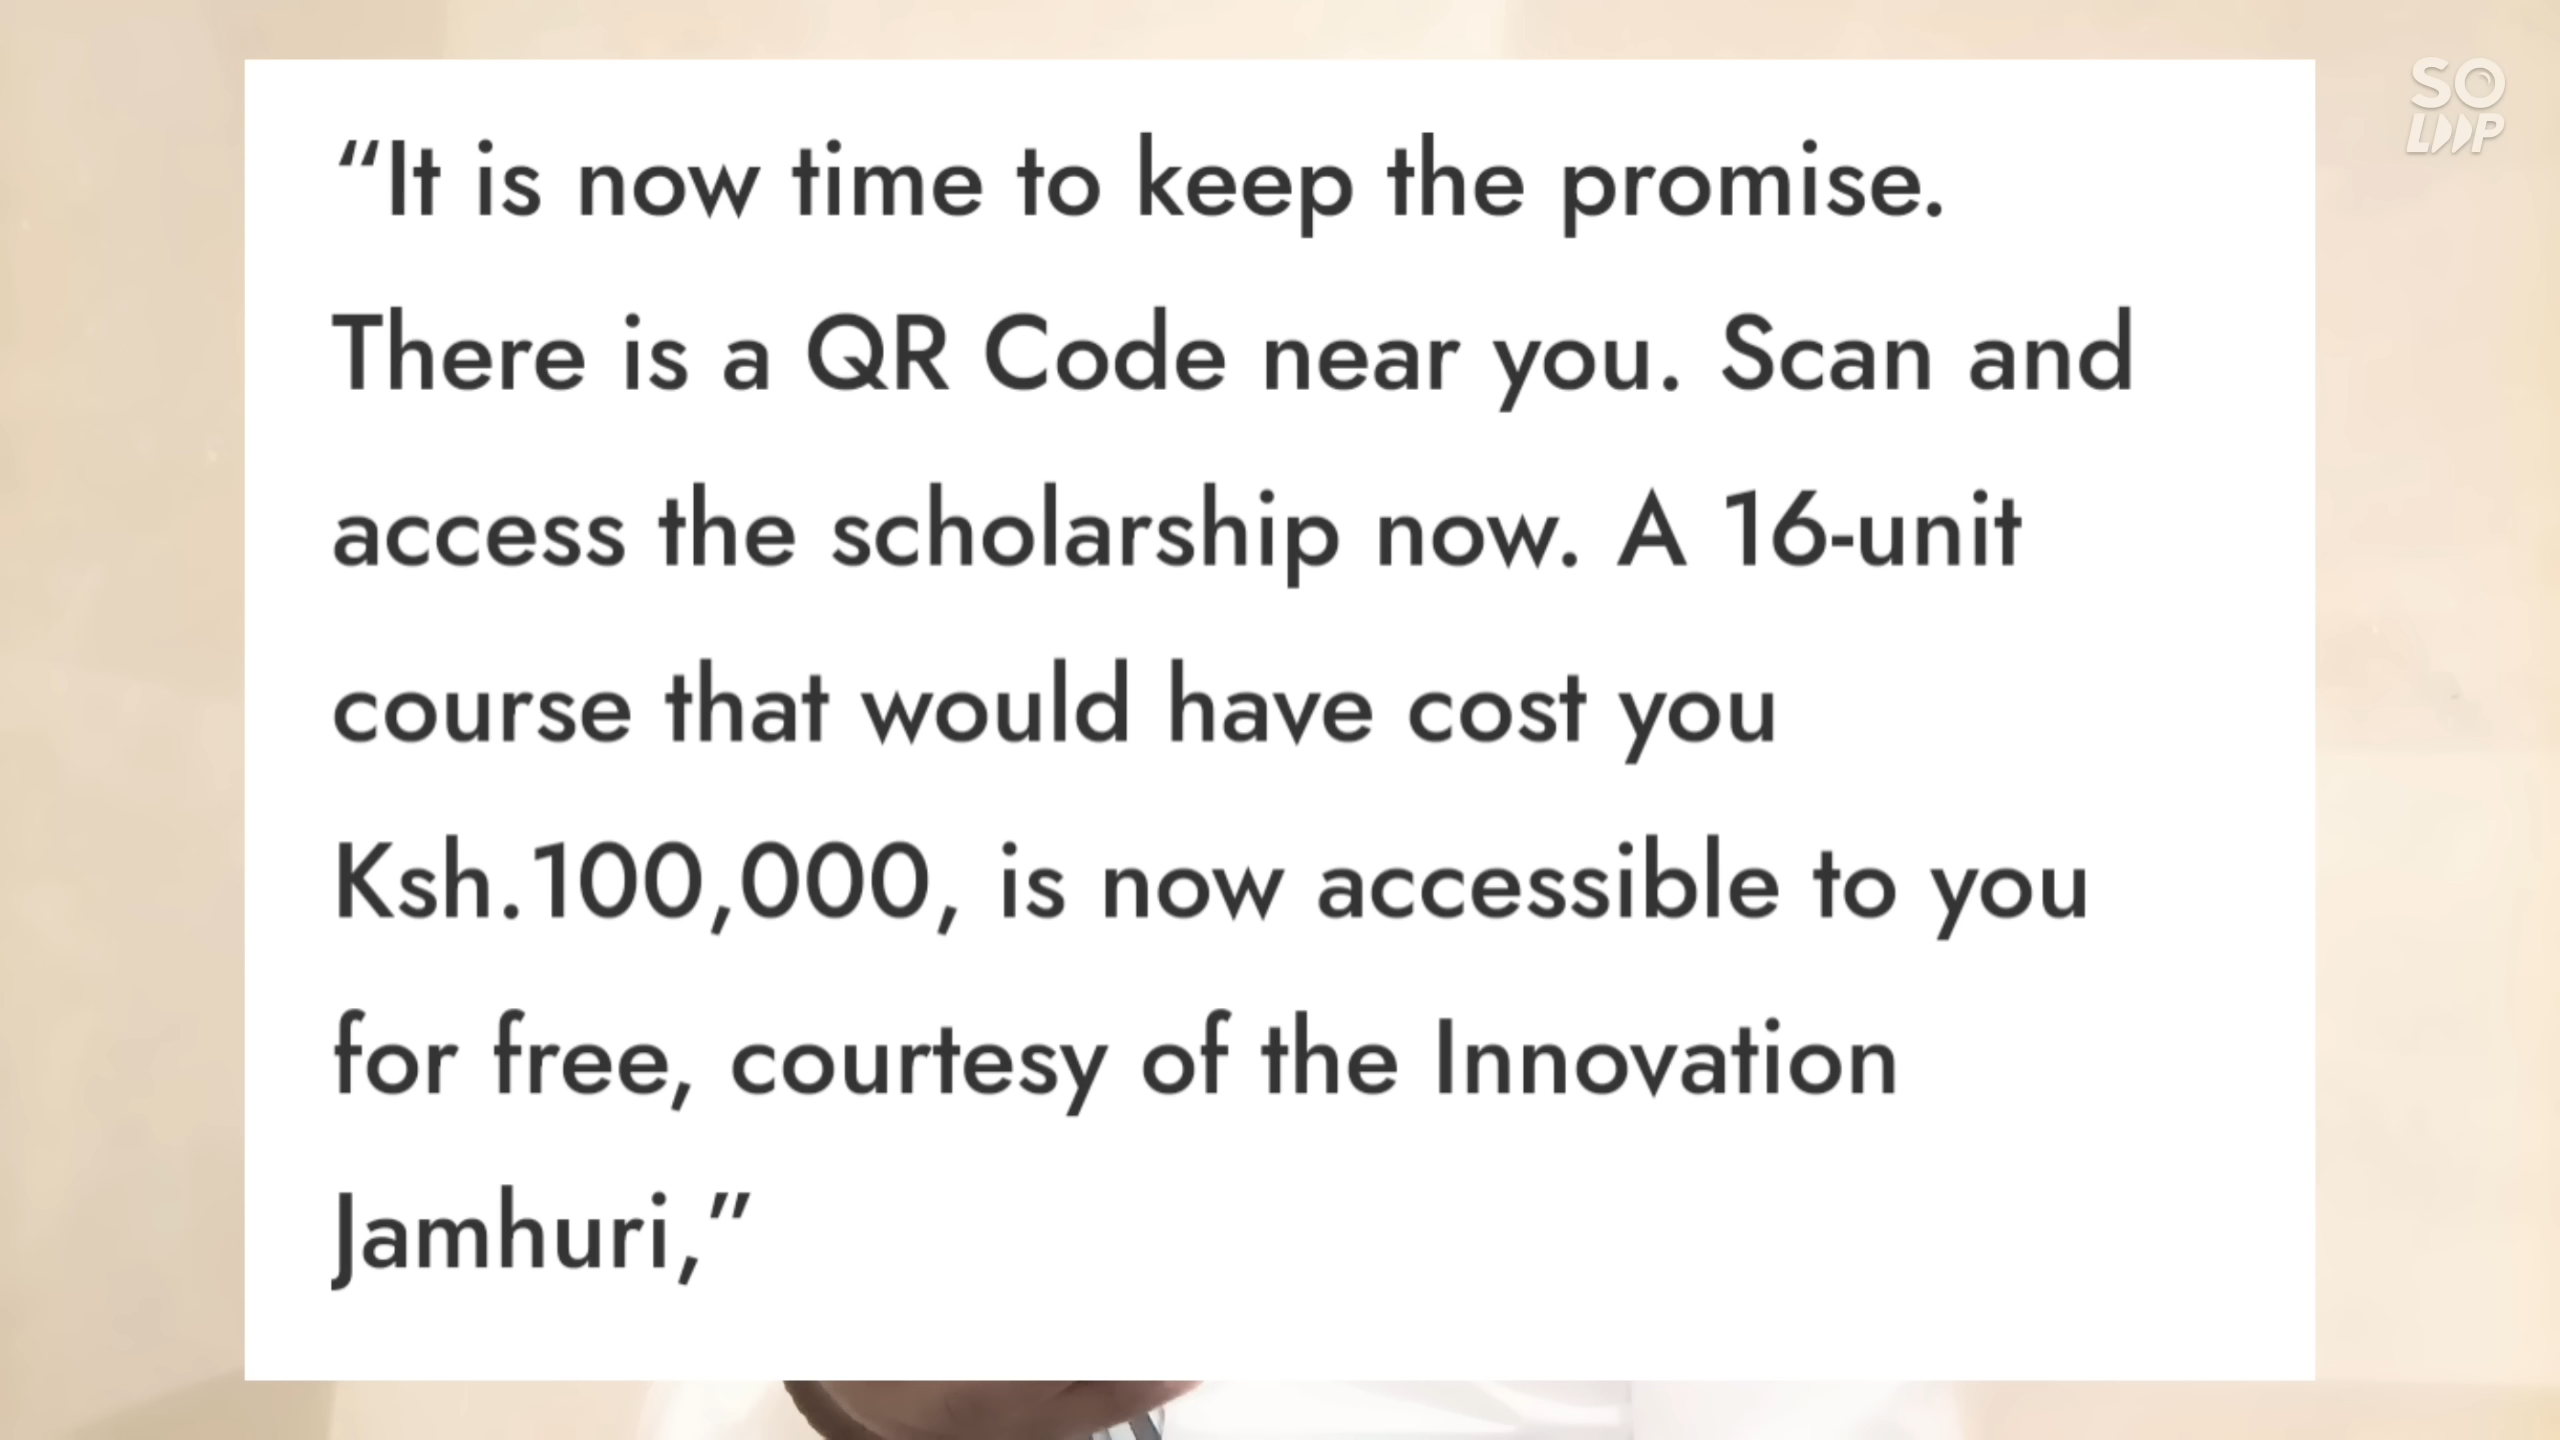 SO
LOOP
“It is now time to keep the promise.
There is a QR Code near you. Scan and
access the scholarship now. A 16-unit
course that would have cost you
Ksh.100,000, is now accessible to you
for free, courtesy of the Innovation
Jamhuri,”